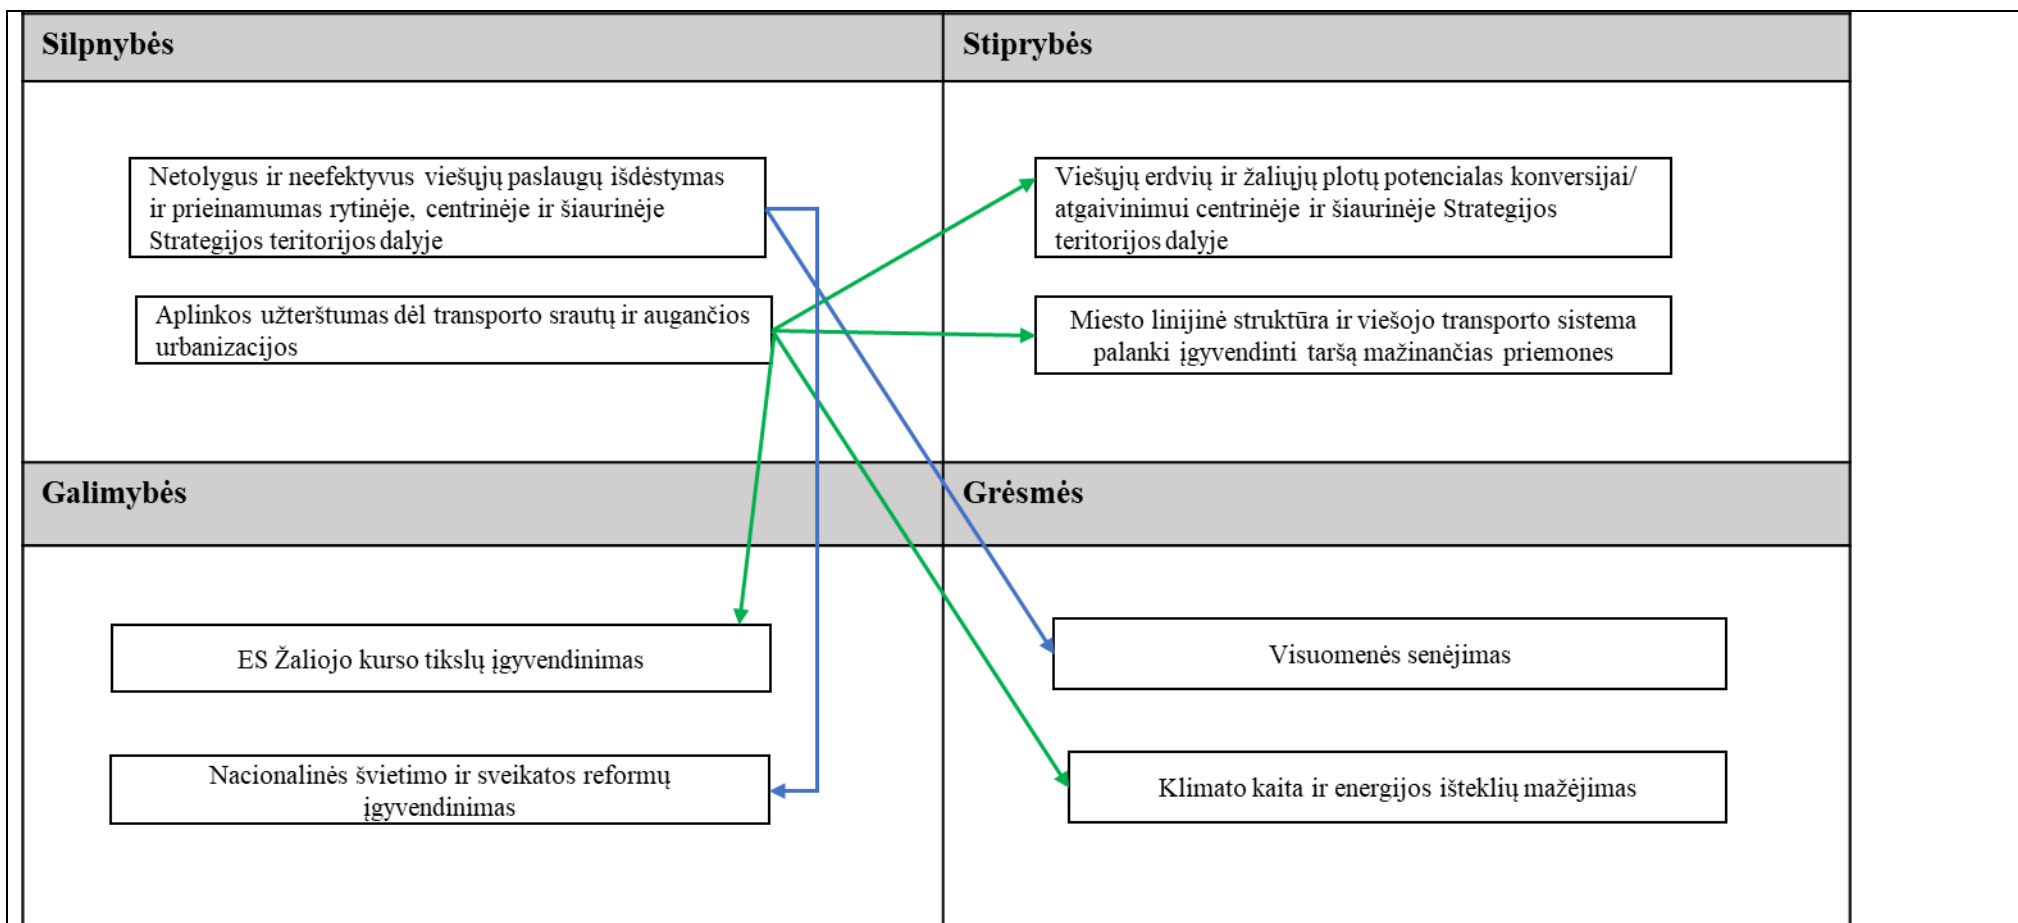 Silpnybės
Stiprybės
Netolygus ir neefektyvus viešųjų paslaugų išdėstymas
ir prieinamumas rytinėje, centrinėje ir šiaurinėje
Strategijos teritorijos dalyje
Viešųjų erdvių ir žaliųjų plotų potencialas konversijai/
atgaivinimui centrinėje ir šiaurinėje Strategijos
teritorijos dalyje
Aplinkos užterštumas dėl transporto srautų ir augančios
urbanizacijos
Miesto linijinė struktūra ir viešojo transporto sistema
palanki įgyvendinti taršą mažinančias priemones
Galimybės
Grėsmės
ES Žaliojo kurso tikslų įgyvendinimas
Visuomenės senėjimas
Nacionalinės švietimo ir sveikatos reformų
įgyvendinimas
Klimato kaita ir energijos išteklių mažėjimas